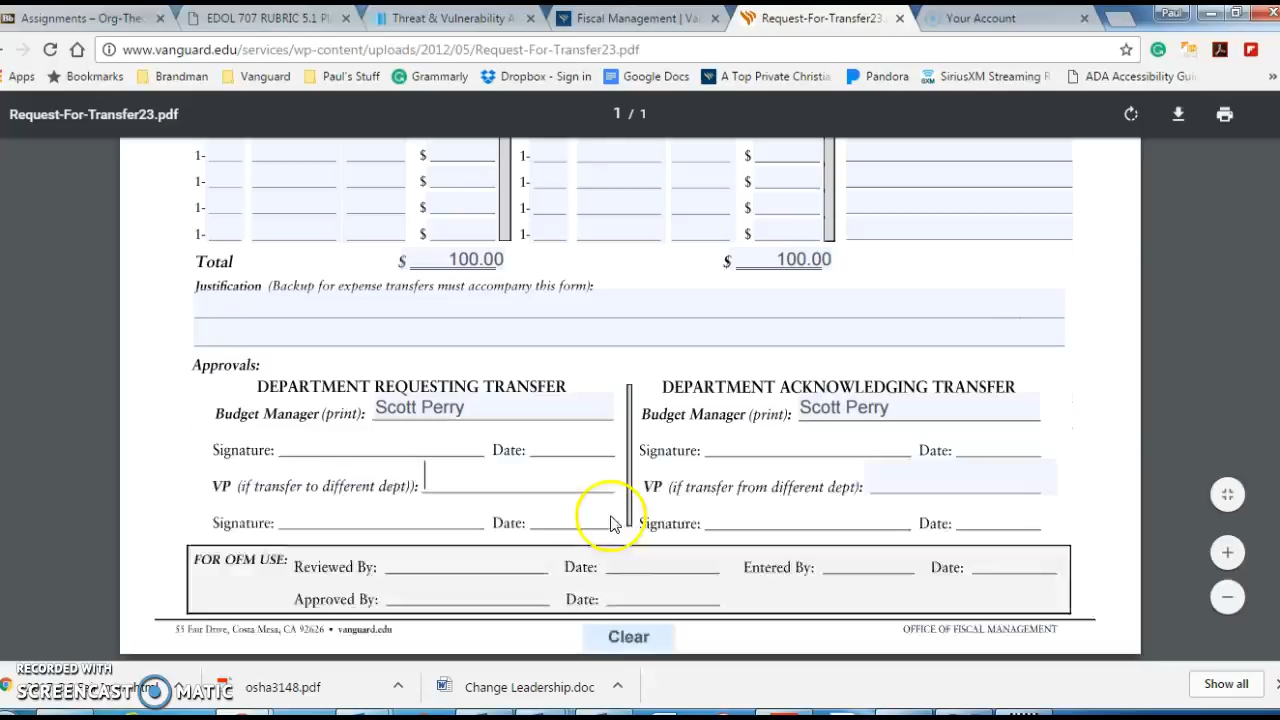 Assignments – Org-The
EDOL 707 RUBRIC 5.1 Pl
Threat & Vulnerability
Fiscal Management | Va
Request-For-Transfer23.
Your Account
Paul
www.vanguard.edu/services/wp-content/uploads/2012/05/Request-For-Transfer23.pdf
Apps Bookmarks Brandman Vanguard Paul's Stuff Grammarly Dropbox - Sign in Google Docs A Top Private Christia Pandora SiriusXM Streaming R ADA Accessibility Gui »
Request-For-Transfer23.pdf 1 / 1
1- $ 1- $
1- $ 1- $
1- $ 1- $
1- $ 1- $
Total $ 100.00 $ 100.00
Justification (Backup for expense transfers must accompany this form):
Approvals:
DEPARTMENT REQUESTING TRANSFER DEPARTMENT ACKNOWLEDGING TRANSFER
Budget Manager (print): Scott Perry Budget Manager (print): Scott Perry
Signature: Date: Signature: Date:
VP (if transfer to different dept)): VP (if transfer from different dept):
Signature: Date: Signature: Date:
FOR OFM USE: Reviewed By: Date: Entered By: Date:
Approved By: Date:
55 Fair Drive, Costa Mesa, CA 92626 • vanguard.edu OFFICE OF FISCAL MANAGEMENT
Clear
RECORDED WITH
SCREENCAST MATIC
osha3148.pdf Change Leadership.doc Show all